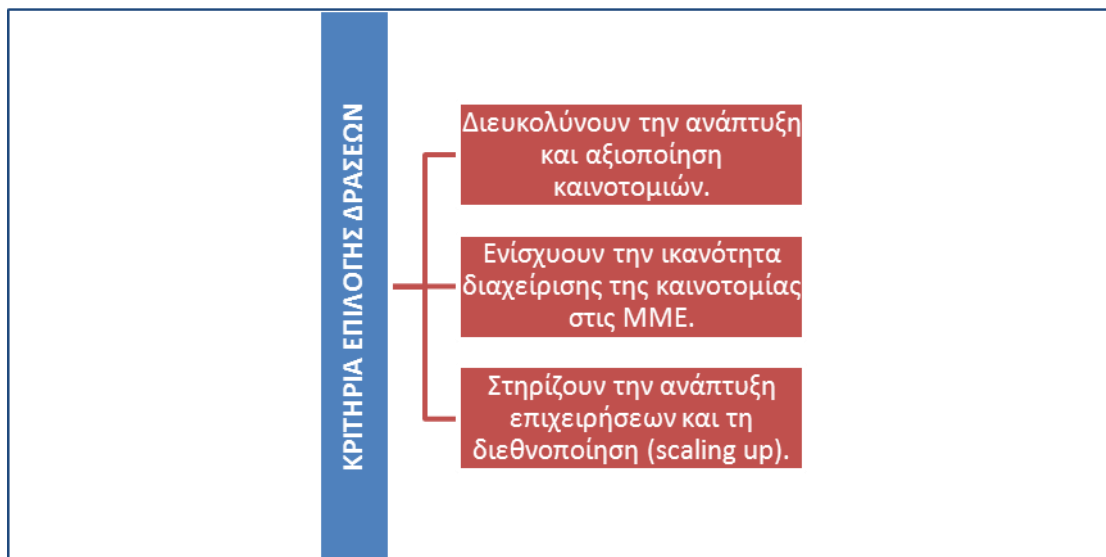 ΚΡΙΤΗΡΙΑ ΕΠΙΛΟΓΗΣ ΔΡΑΣΕΩΝ
Διευκολύνουν την ανάπτυξη
και αξιοποίηση
καινοτομιών.
Ενίσχυουν την ικανότητα
διαχείρισης της καινοτομίας
στις ΜΜΕ.
Στηρίζουν την ανάπτυξη
επιχειρήσεων και τη
διεθνοποίηση (scaling up).